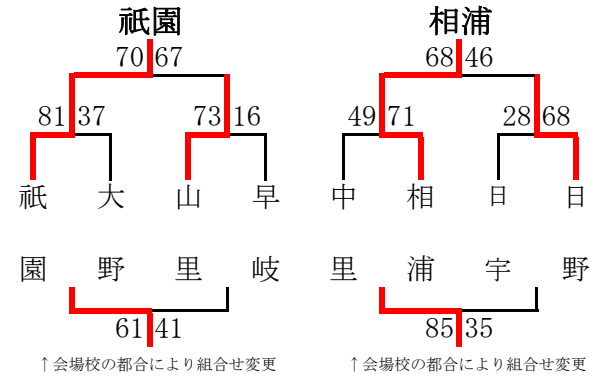 祇園 相浦
70 67 68 46
81 37 73 16 49 71 28 68
祇園 大野 山里 早岐 中里 相浦 日宇 日野
61 41 85 35
↑会場校の都合により組合せ変更 ↑会場校の都合により組合せ変更